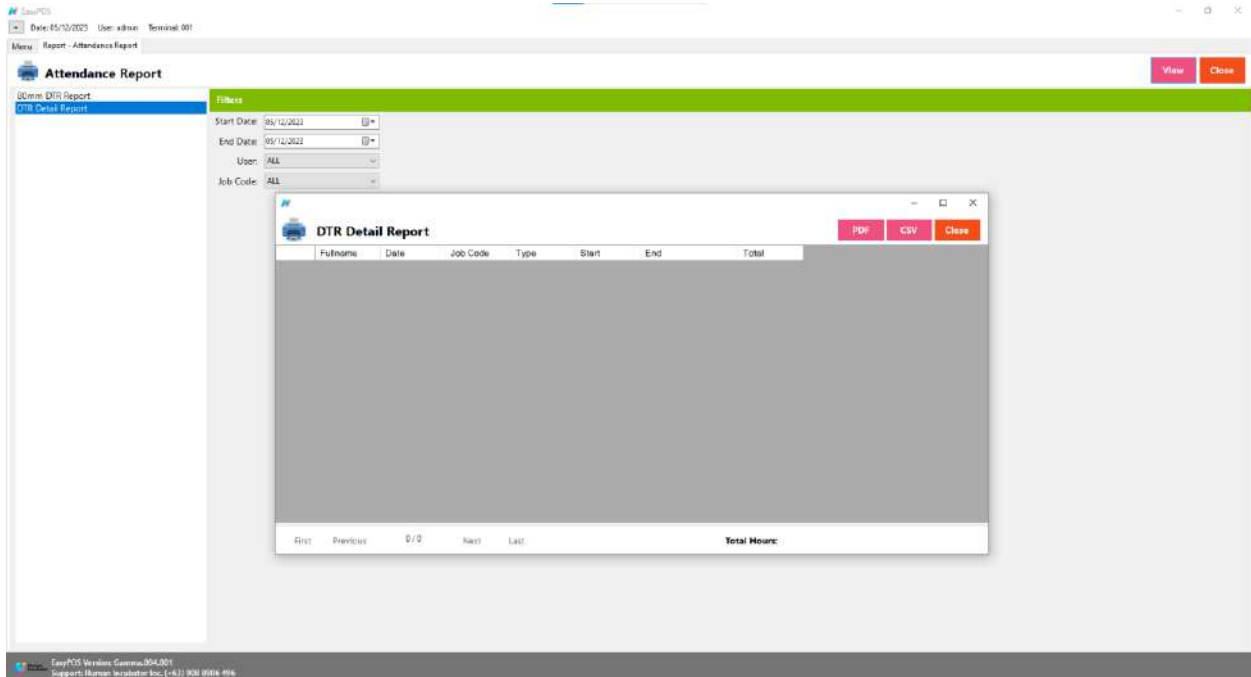 EasyPOS
Date: 05/12/2023 User: admin Terminal: 001
Menu Report - Attendance Report
Attendance Report View Close
80mm DTR Report
DTR Detail Report
Filters
Start Date: 05/12/2023
End Date: 05/12/2023
User: ALL
Job Code: ALL
DTR Detail Report PDF CSV Close
Fullname Date Job Code Type Start End Total
First Previous 0 / 0 Next Last Total Hours:
EasyPOS Version: Gamma.004.001
Support: Human Incubator Inc. (+63)